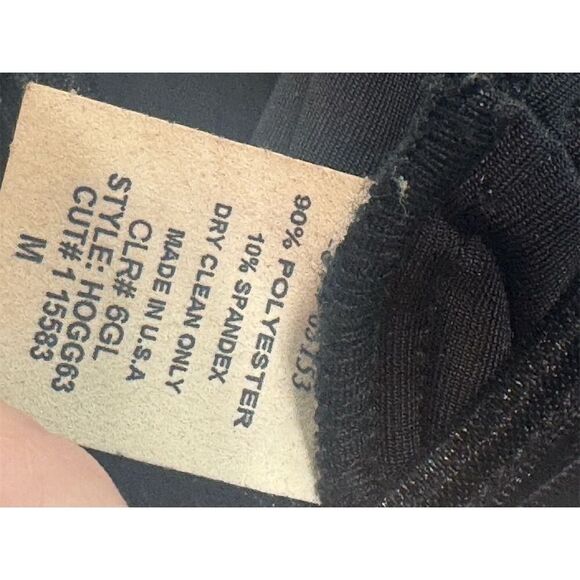 90% POLYESTER
10% SPANDEX
DRY CLEAN ONLY
MADE IN U.S.A
CLR# 6GL
STYLE: HOGG63
CUT# 1 15583
M